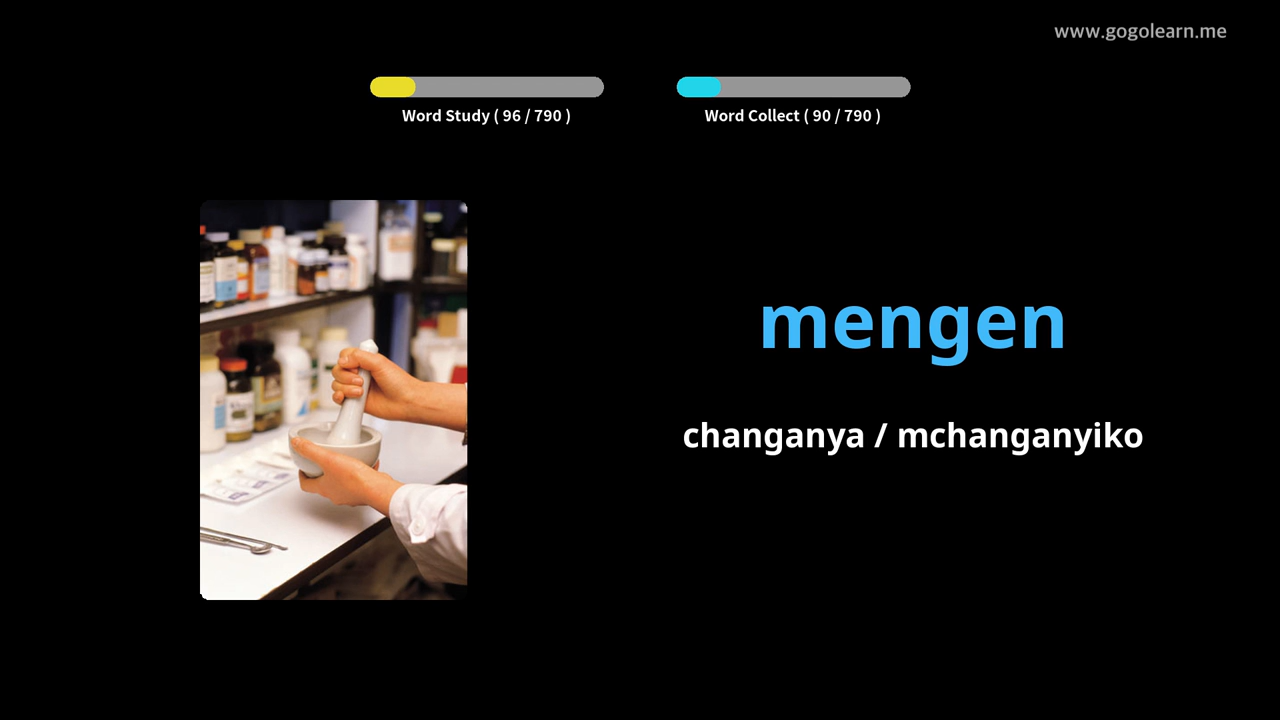 www.gogolearn.me
Word Study ( 96 / 790 )
Word Collect ( 90 / 790 )
mengen
changanya / mchanganyiko